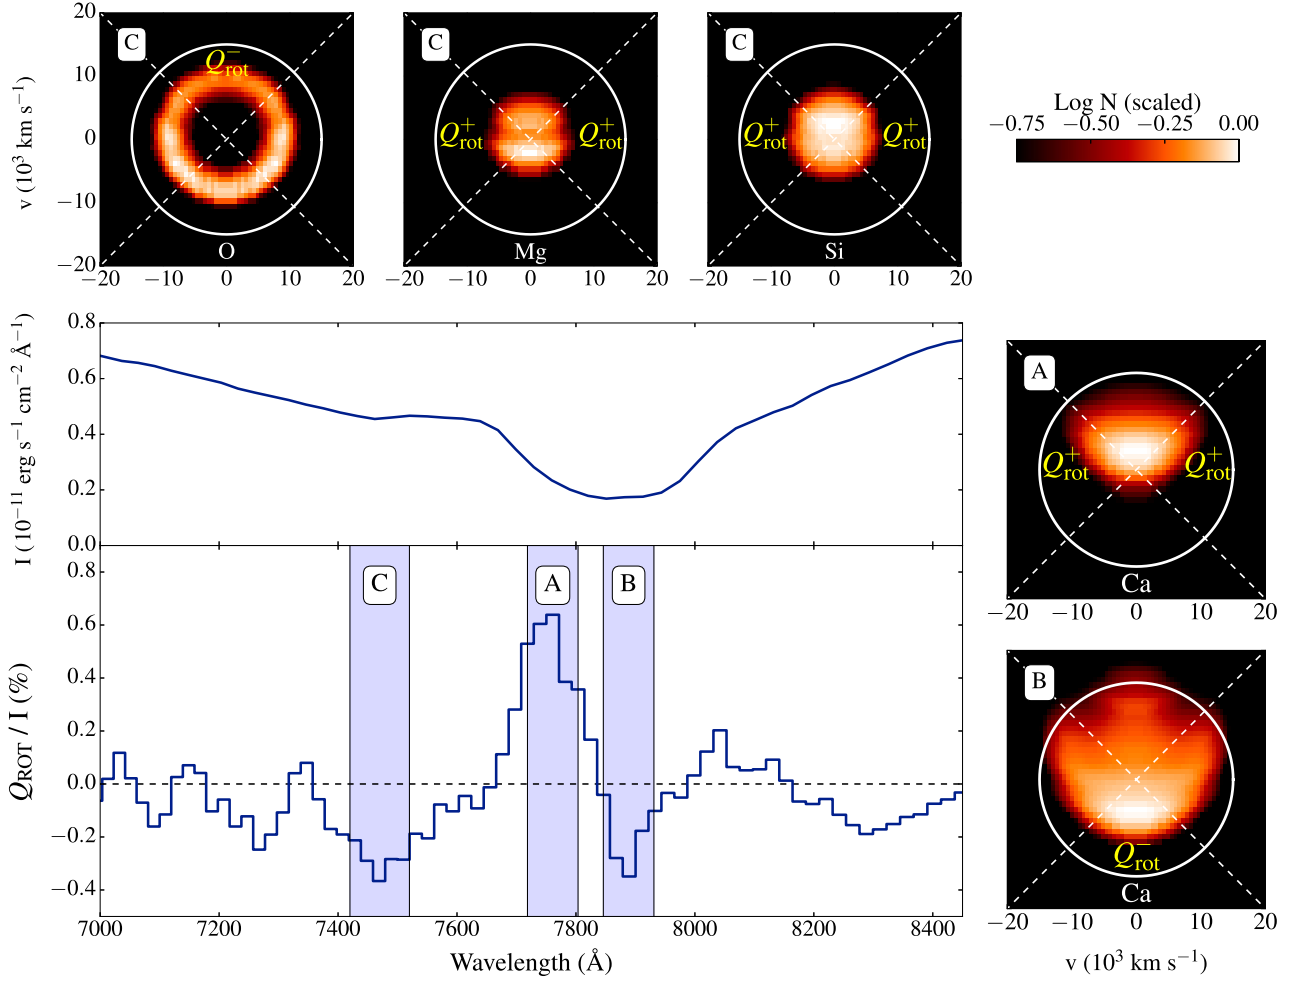 20
10
0
−10
−20
v (10³ km s⁻¹)
C
Q⁻rot
O
−20 −10 0 10 20
C
Q⁺rot Q⁺rot
Mg
−20 −10 0 10 20
C
Q⁺rot Q⁺rot
Si
−20 −10 0 10 20
Log N (scaled)
−0.75 −0.50 −0.25 0.00
0.8
0.6
0.4
0.2
0.0
I (10⁻¹¹ erg s⁻¹ cm⁻² Å⁻¹)
A
Q⁺rot Q⁺rot
Ca
−20 −10 0 10 20
0.8
0.6
0.4
0.2
0.0
−0.2
−0.4
Q_ROT / I (%)
C A B
7000 7200 7400 7600 7800 8000 8200 8400
Wavelength (Å)
B
Q⁻rot
Ca
−20 −10 0 10 20
v (10³ km s⁻¹)